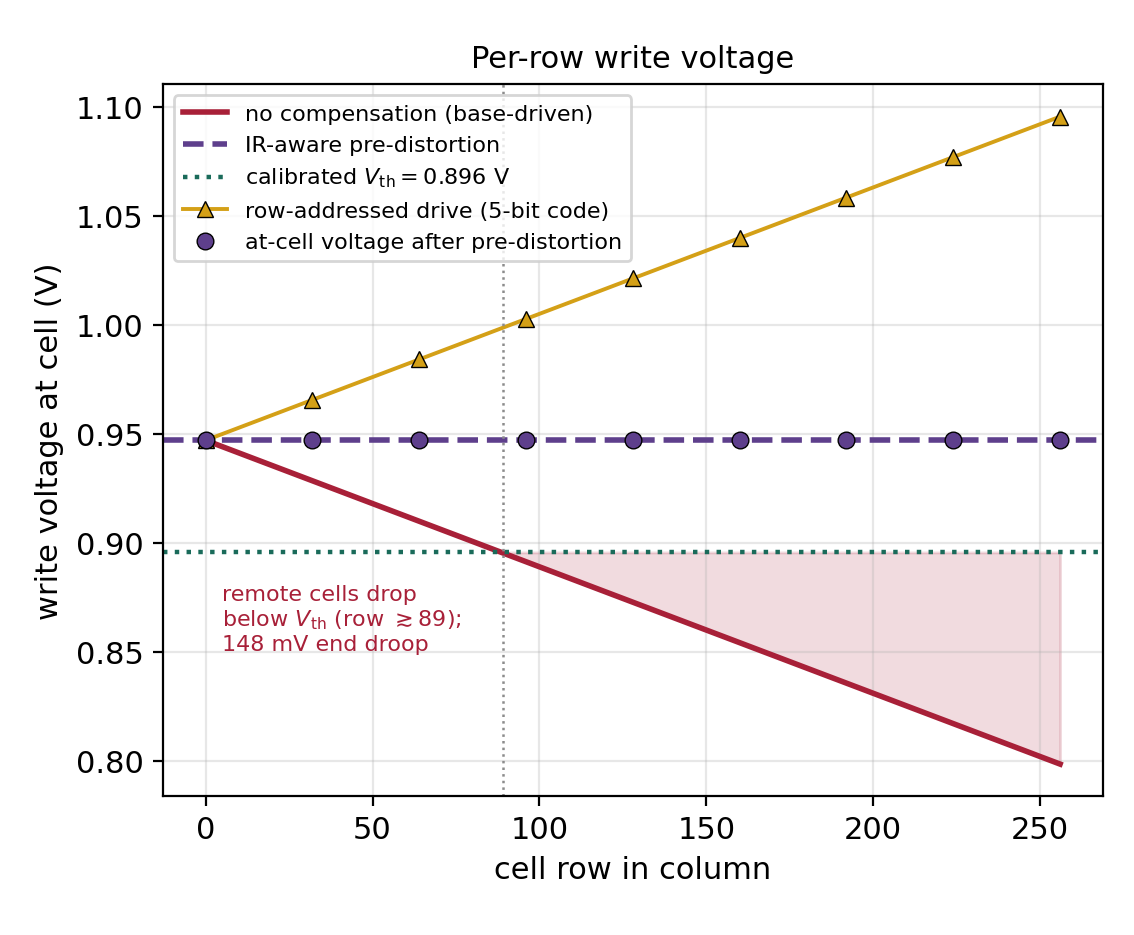 Per-row write voltage
no compensation (base-driven)
IR-aware pre-distortion
calibrated Vth = 0.896 V
row-addressed drive (5-bit code)
at-cell voltage after pre-distortion
write voltage at cell (V)
1.10
1.05
1.00
0.95
0.90
0.85
0.80
remote cells drop
below Vth (row ≳ 89);
148 mV end droop
0 50 100 150 200 250
cell row in column